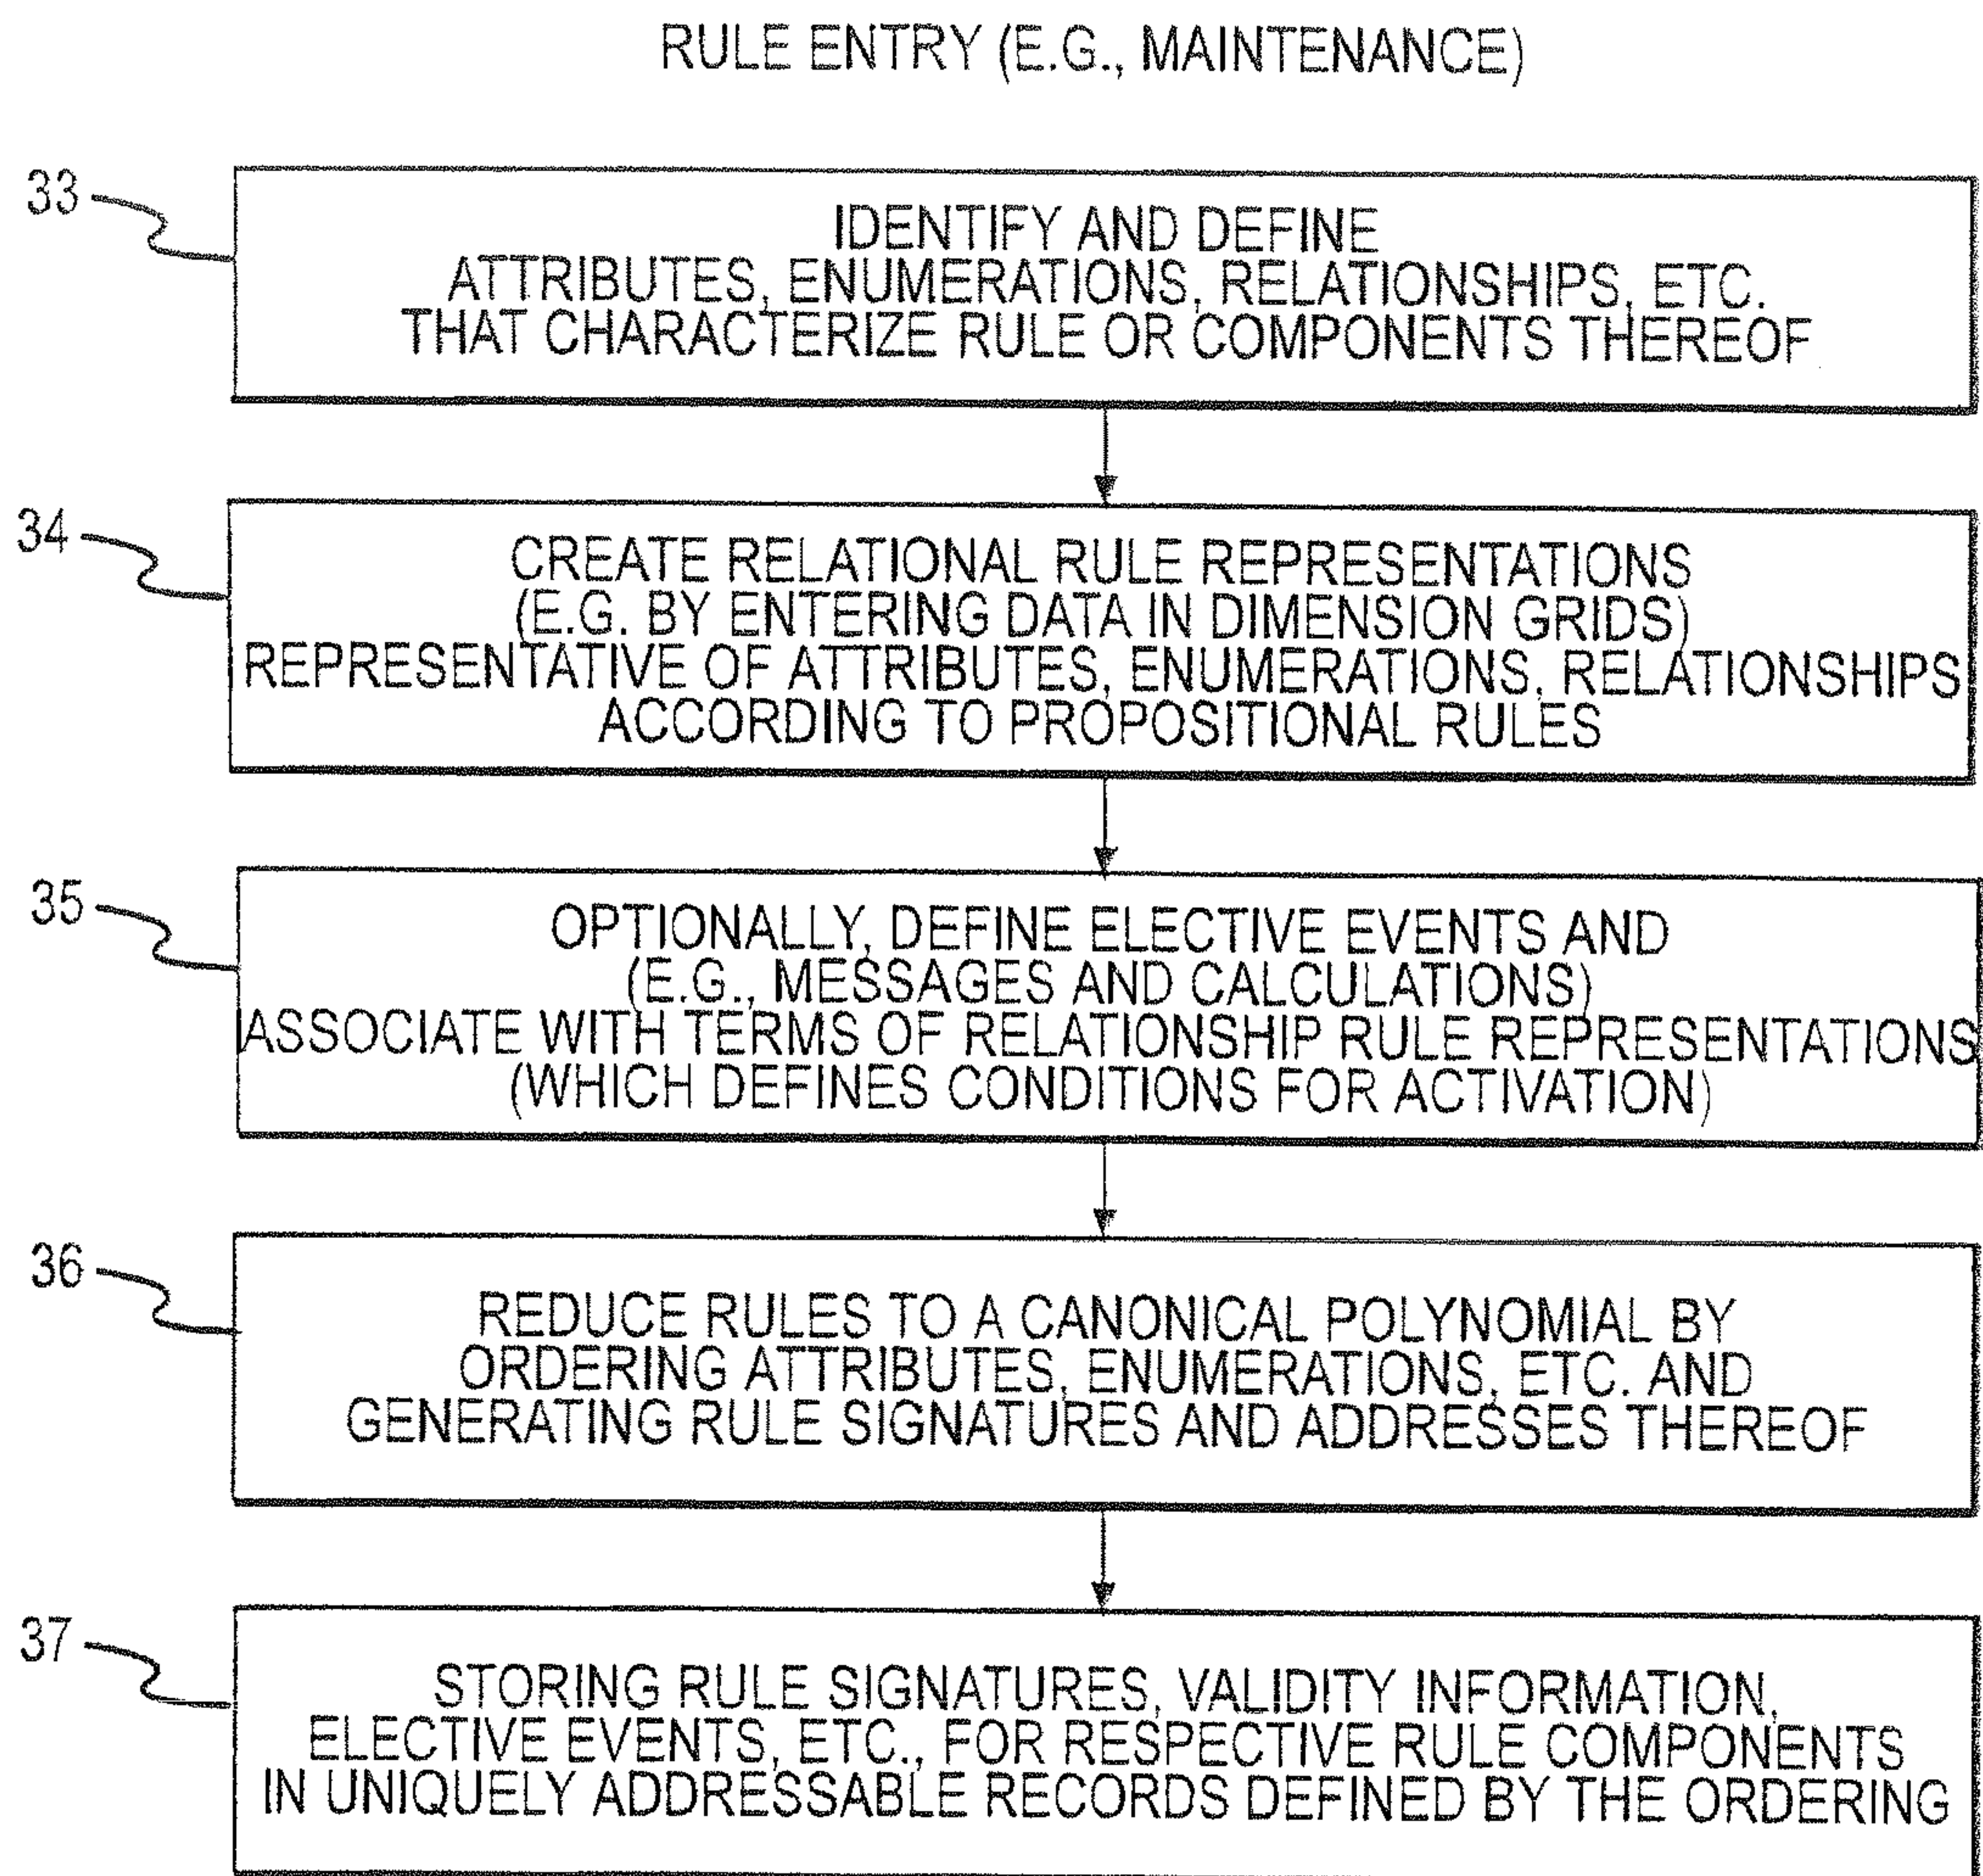 RULE ENTRY (E.G., MAINTENANCE)
33
IDENTIFY AND DEFINE
ATTRIBUTES, ENUMERATIONS, RELATIONSHIPS, ETC.
THAT CHARACTERIZE RULE OR COMPONENTS THEREOF
34
CREATE RELATIONAL RULE REPRESENTATIONS
(E.G. BY ENTERING DATA IN DIMENSION GRIDS)
REPRESENTATIVE OF ATTRIBUTES, ENUMERATIONS, RELATIONSHIPS
ACCORDING TO PROPOSITIONAL RULES
35
OPTIONALLY, DEFINE ELECTIVE EVENTS AND
(E.G., MESSAGES AND CALCULATIONS)
ASSOCIATE WITH TERMS OF RELATIONSHIP RULE REPRESENTATIONS
(WHICH DEFINES CONDITIONS FOR ACTIVATION)
36
REDUCE RULES TO A CANONICAL POLYNOMIAL BY
ORDERING ATTRIBUTES, ENUMERATIONS, ETC. AND
GENERATING RULE SIGNATURES AND ADDRESSES THEREOF
37
STORING RULE SIGNATURES, VALIDITY INFORMATION,
ELECTIVE EVENTS, ETC., FOR RESPECTIVE RULE COMPONENTS
IN UNIQUELY ADDRESSABLE RECORDS DEFINED BY THE ORDERING